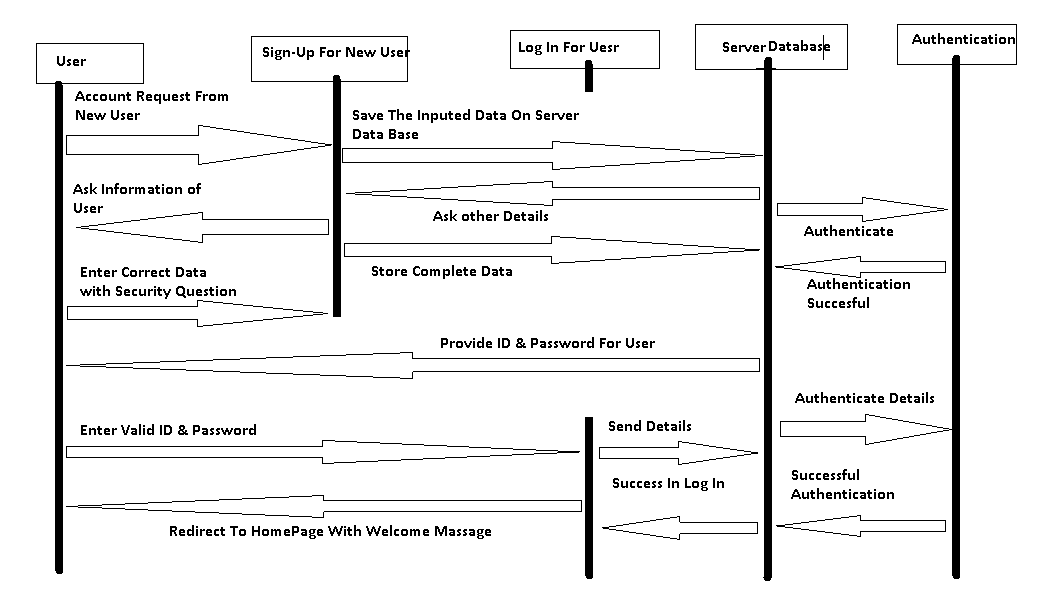 User
Sign-Up For New User
Log In For Uesr
Server Database
Authentication
Account Request From
New User
Save The Inputed Data On Server
Data Base
Ask Information of
User
Ask other Details
Authenticate
Enter Correct Data
with Security Question
Store Complete Data
Authentication
Succesful
Provide ID & Password For User
Authenticate Details
Enter Valid ID & Password
Send Details
Success In Log In
Successful
Authentication
Redirect To HomePage With Welcome Massage